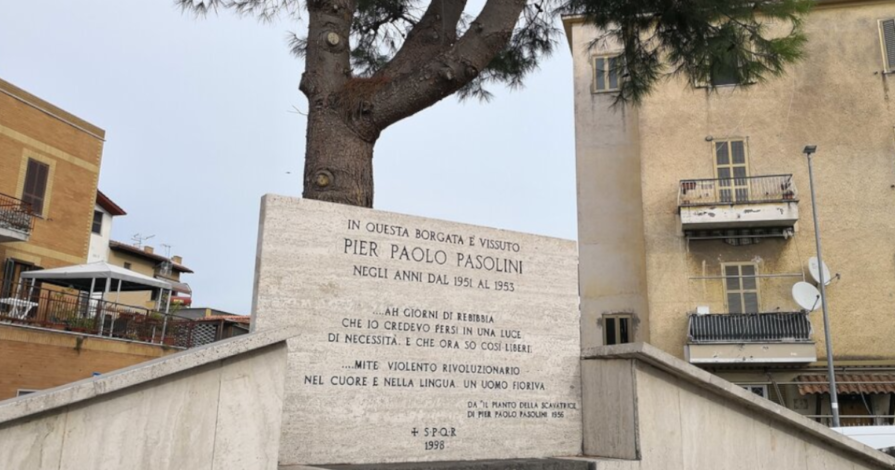 IN QUESTA BORGATA È VISSUTO
PIER PAOLO PASOLINI
NEGLI ANNI DAL 1951 AL 1953
...AH GIORNI DI REBIBBIA
CHE IO CREDEVO PERSI IN UNA LUCE
DI NECESSITÀ, E CHE ORA SO COSÌ LIBERI.
....MITE VIOLENTO RIVOLUZIONARIO
NEL CUORE E NELLA LINGUA. UN UOMO FIORIVA.
DA "IL PIANTO DELLA SCAVATRICE
DI PIER PAOLO PASOLINI 1956
+ S·P·Q·R
1998